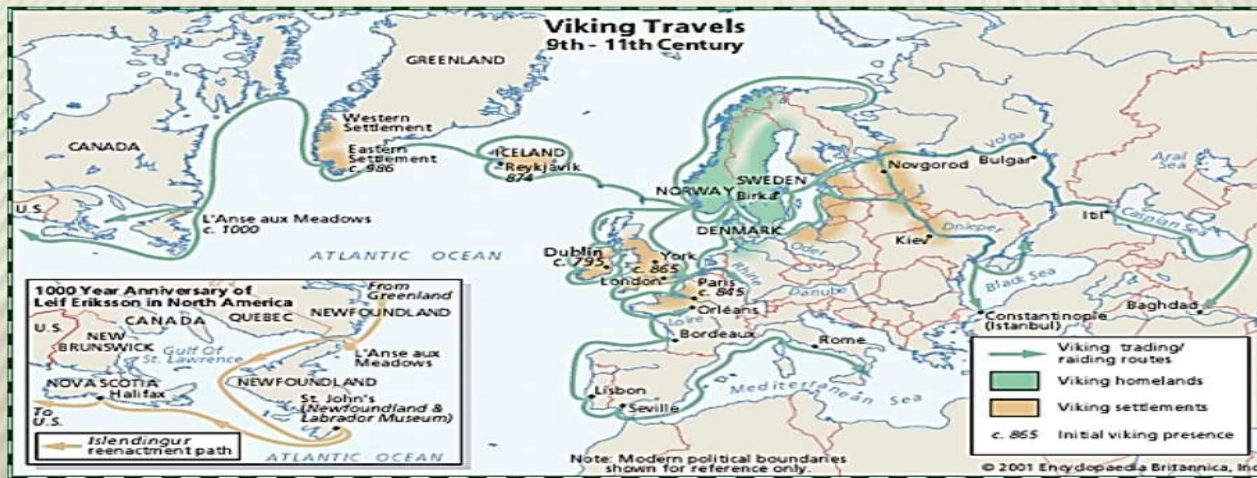 Viking Travels
9th - 11th Century
GREENLAND
Western
Settlement
Eastern
Settlement
c. 986
CANADA
ICELAND
Reykjavik
874
U.S.
L'Anse aux Meadows
c. 1000
ATLANTIC OCEAN
NORWAY
SWEDEN
Birka
DENMARK
Novgorod
Volga
Bulgar
Aral
Sea
Itl
Caspian Sea
Dnieper
Kiev
Oder
Dublin
c. 795
York
c. 865
London
Rhine
Paris
c. 845
Orléans
Danube
Loire
Bordeaux
Black Sea
Baghdad
Constantinople
(Istanbul)
Rome
Lisbon
Seville
Mediterranean Sea
1000 Year Anniversary of
Leif Eriksson in North America
From
Greenland
CANADA
QUEBEC
NEWFOUNDLAND
U.S.
NEW
BRUNSWICK
Gulf Of
St. Lawrence
L'Anse aux
Meadows
NOVA SCOTIA
Halifax
NEWFOUNDLAND
St. John's
(Newfoundland &
Labrador Museum)
To
U.S.
Islendingur
reenactment path
ATLANTIC OCEAN
Viking trading/
raiding routes
Viking homelands
Viking settlements
c. 865 Initial viking presence
Note: Modern political boundaries
shown for reference only.
© 2001 Encyclopaedia Britannica, Inc